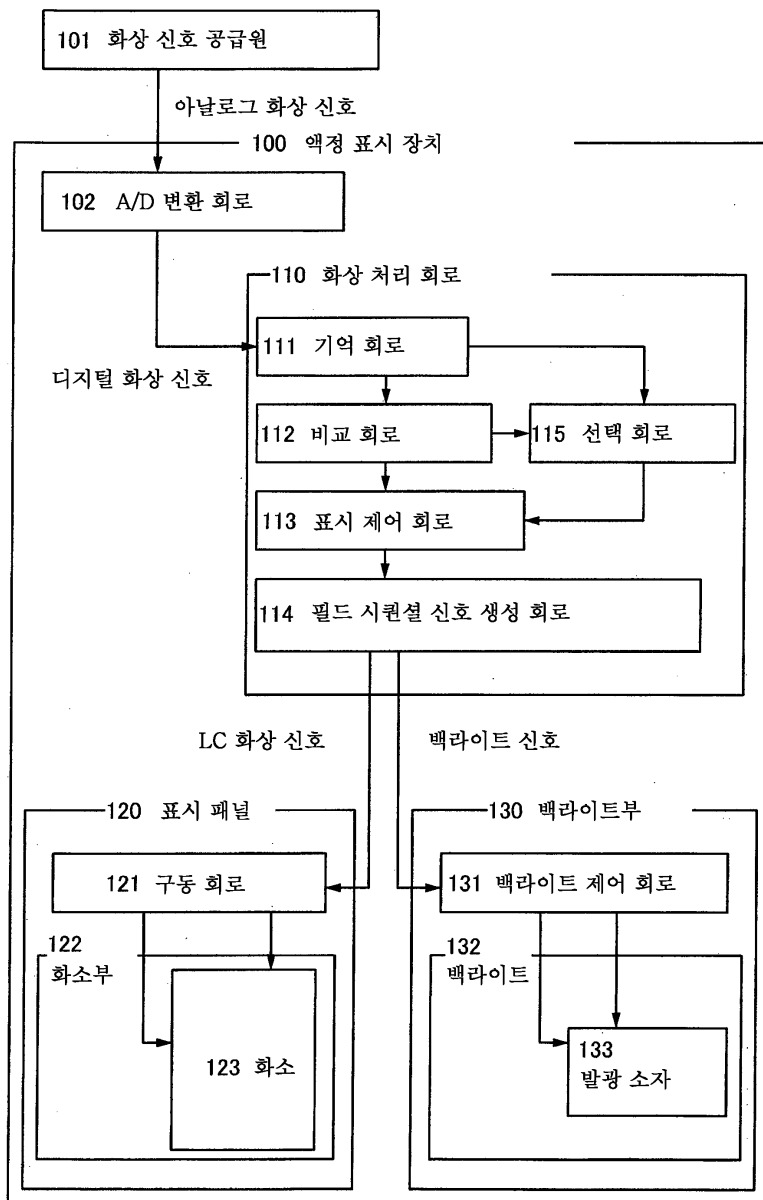 101 화상 신호 공급원
아날로그 화상 신호
100 액정 표시 장치
102 A/D 변환 회로
110 화상 처리 회로
111 기억 회로
디지털 화상 신호
112 비교 회로
115 선택 회로
113 표시 제어 회로
114 필드 시퀀셜 신호 생성 회로
LC 화상 신호
백라이트 신호
120 표시 패널
130 백라이트부
121 구동 회로
131 백라이트 제어 회로
122
화소부
132
백라이트
123 화소
133
발광 소자